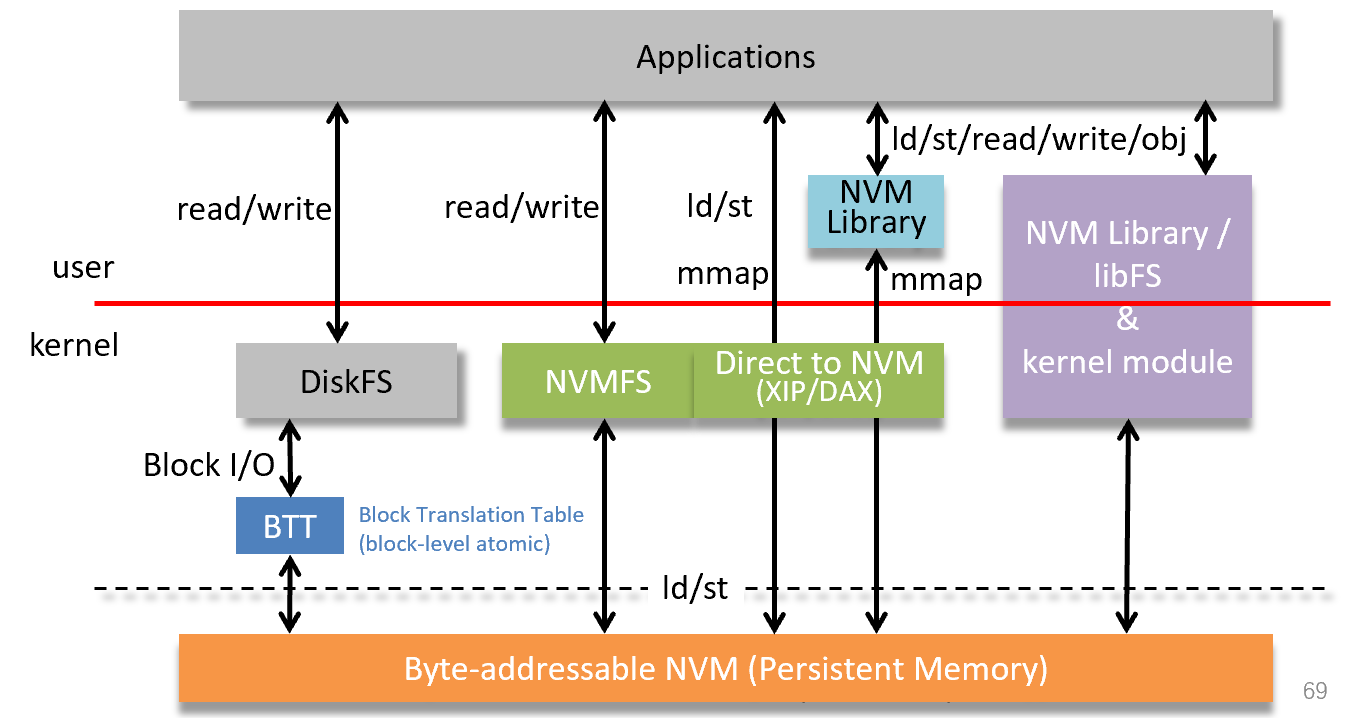 Applications
ld/st/read/write/obj
read/write
read/write
ld/st
NVM
Library
NVM Library /
libFS
&
kernel module
user
mmap
mmap
kernel
DiskFS
NVMFS
Direct to NVM
(XIP/DAX)
Block I/O
BTT
Block Translation Table
(block-level atomic)
ld/st
Byte-addressable NVM (Persistent Memory)
69